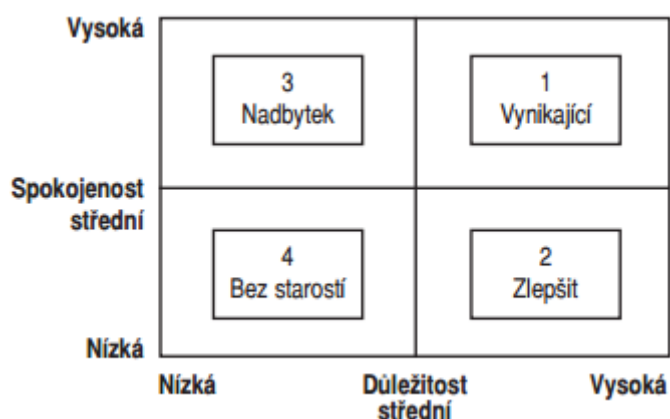 Vysoká
3
Nadbytek
1
Vynikající
Spokojenost
střední
4
Bez starostí
2
Zlepšit
Nízká
Nízká
Důležitost
střední
Vysoká